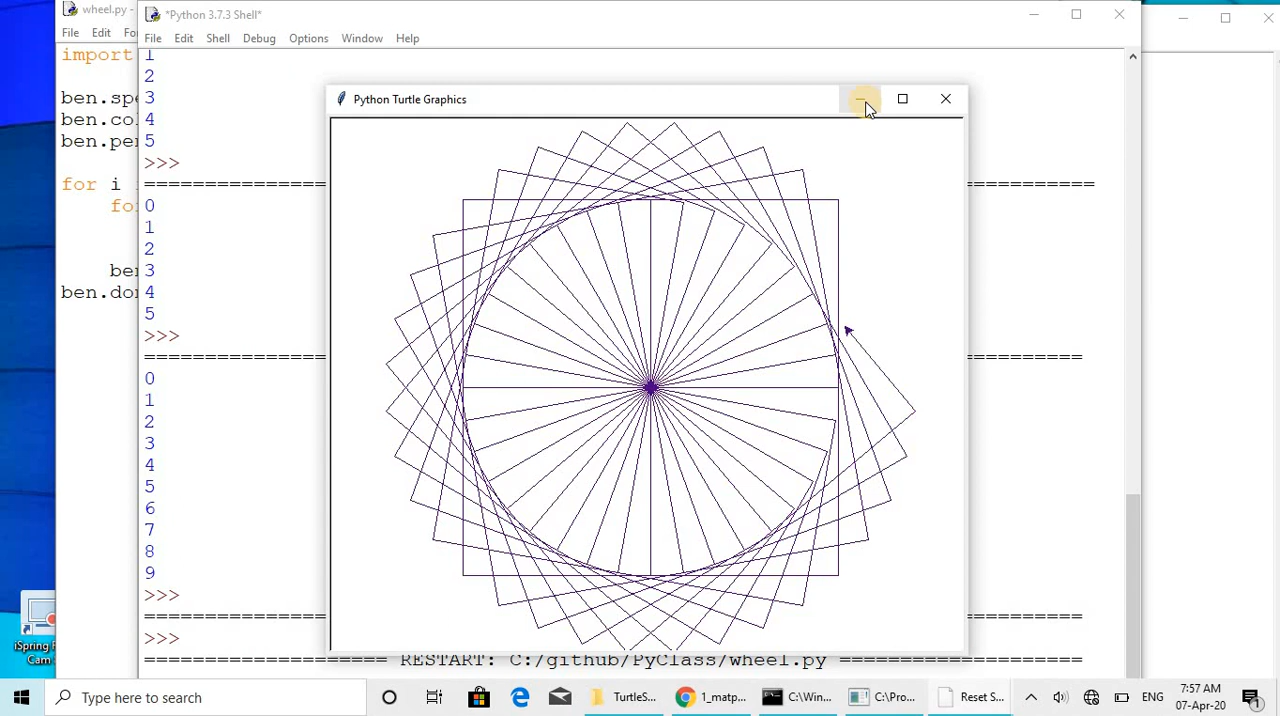 wheel.py -
File Edit Fo
import
ben.spe
ben.co
ben.pe
for i
fo
be
ben.do
*Python 3.7.3 Shell*
File Edit Shell Debug Options Window Help
1
2
3
4
5
>>>
0
1
2
3
4
5
>>>
0
1
2
3
4
5
6
7
8
9
>>>
>>>
==================== RESTART: C:/github/PyClass/wheel.py ====================
Python Turtle Graphics
iSpring
Cam
Type here to search
TurtleS...
1_matp...
C:\Win...
C:\Pro...
Reset S...
ENG
7:57 AM
07-Apr-20
1